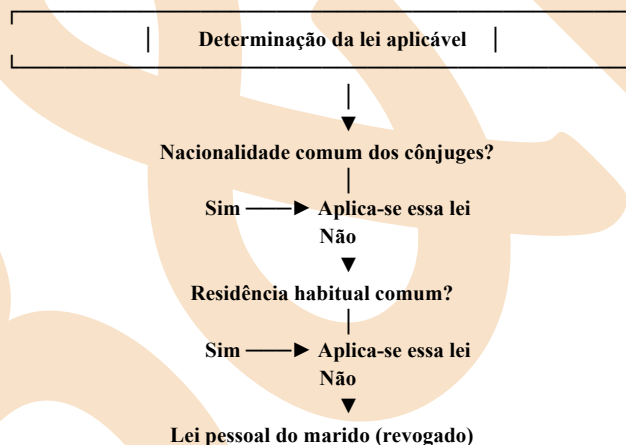 Determinação da lei aplicável
Nacionalidade comum dos cônjuges?
Sim ───► Aplica-se essa lei
Não
Residência habitual comum?
Sim ───► Aplica-se essa lei
Não
Lei pessoal do marido (revogado)